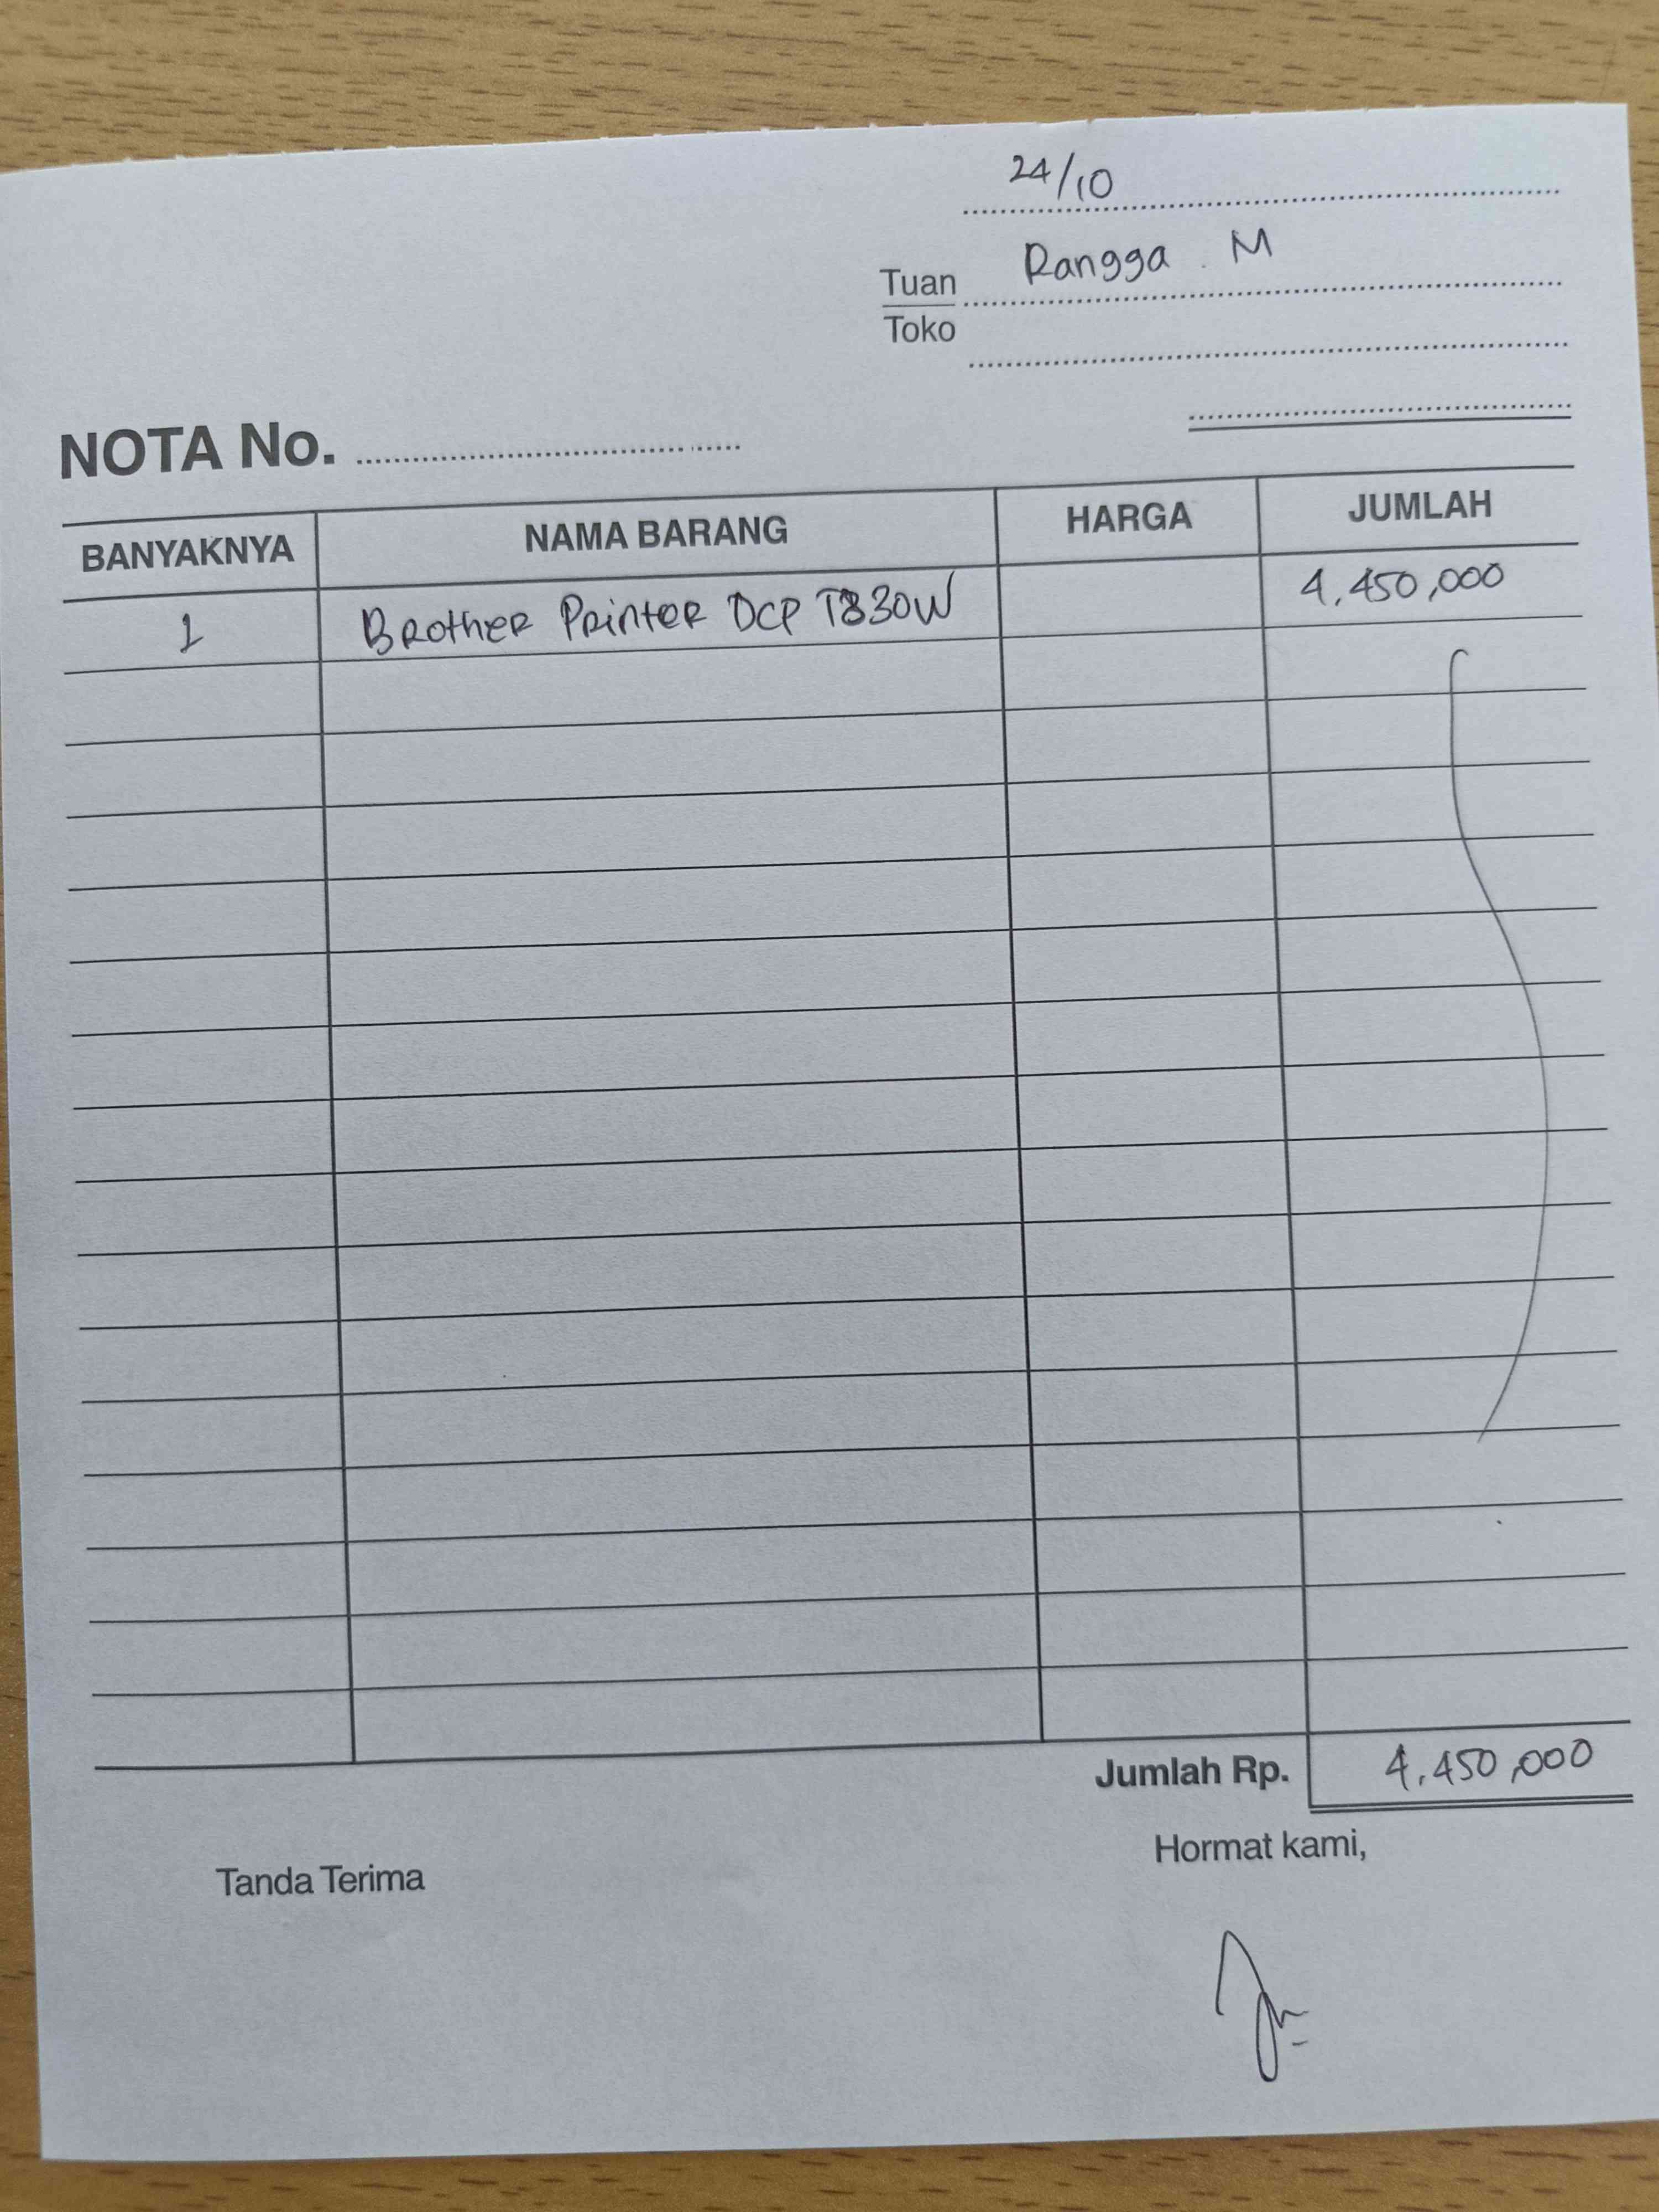 24/10
Tuan Rangga . M
Toko
NOTA No.
BANYAKNYA NAMA BARANG HARGA JUMLAH
1 Brother Printer DCP T830W 4,450,000
Jumlah Rp. 4,450,000
Tanda Terima Hormat kami,